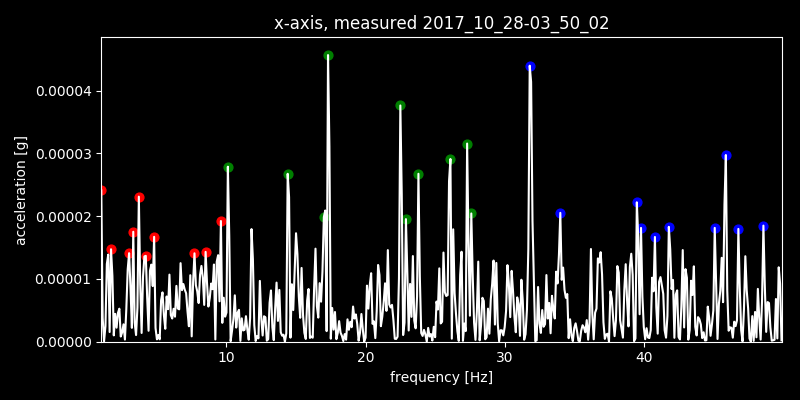 x-axis, measured 2017_10_28-03_50_02
acceleration [g]
0.00004
0.00003
0.00002
0.00001
0.00000
10 20 30 40
frequency [Hz]